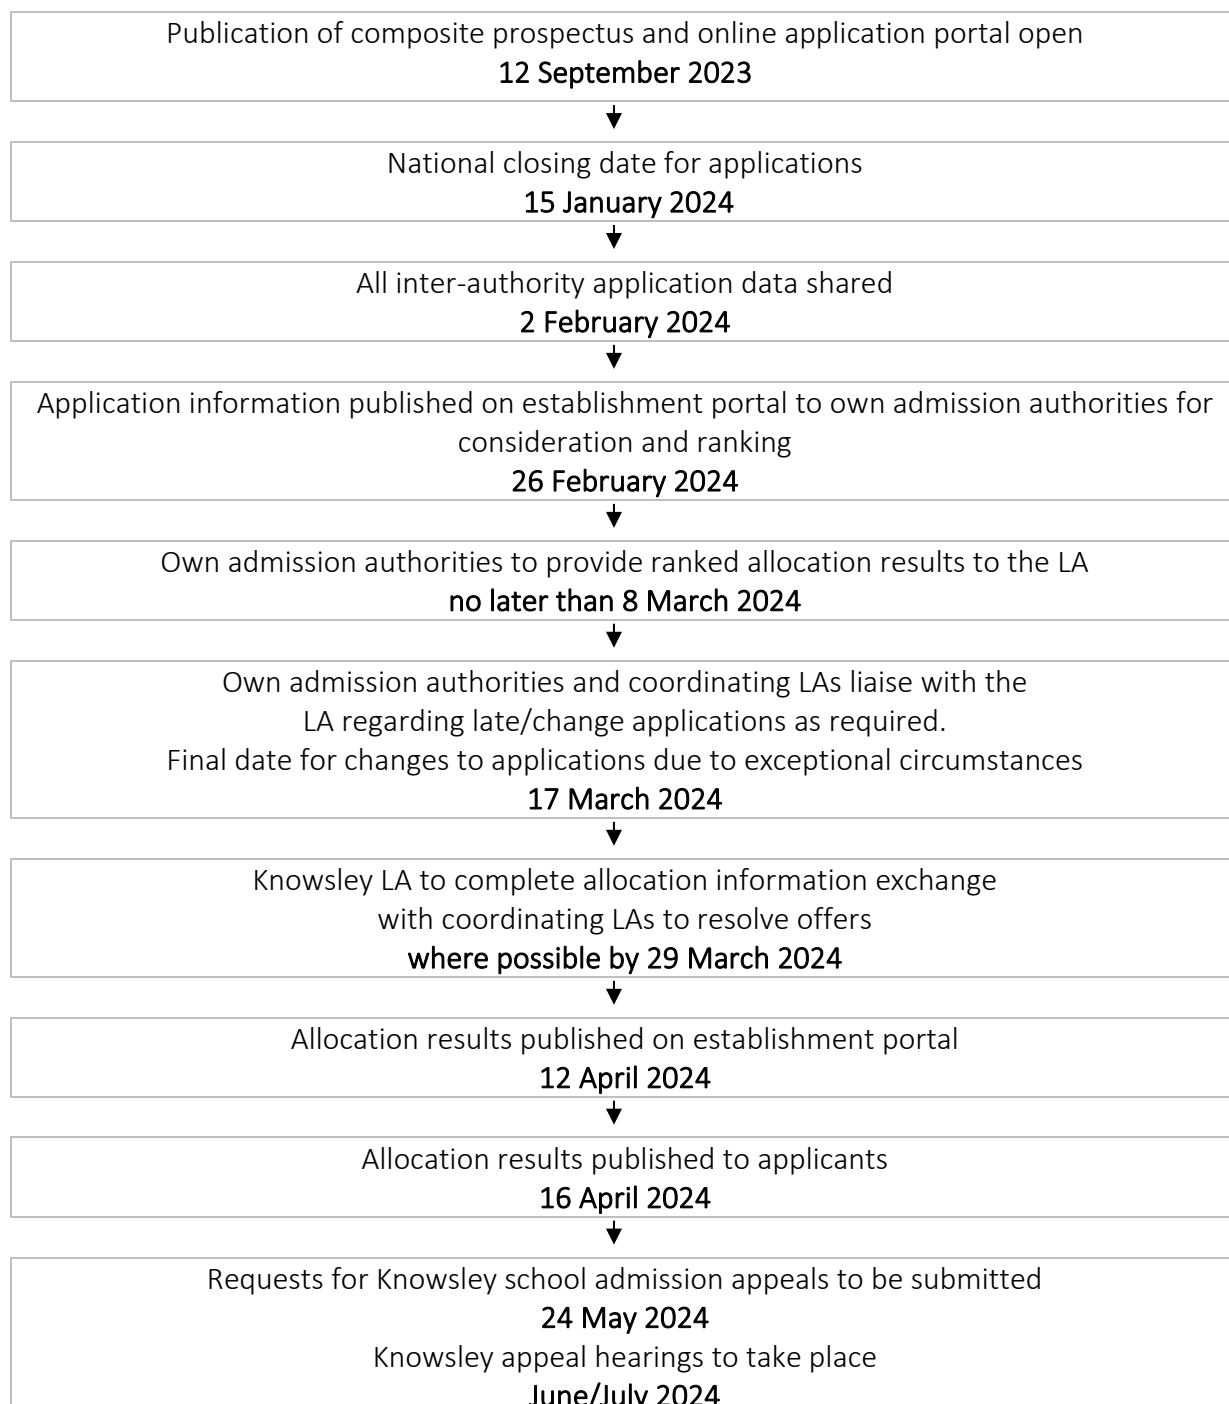 Publication of composite prospectus and online application portal open
12 September 2023
National closing date for applications
15 January 2024
All inter-authority application data shared
2 February 2024
Application information published on establishment portal to own admission authorities for
consideration and ranking
26 February 2024
Own admission authorities to provide ranked allocation results to the LA
no later than 8 March 2024
Own admission authorities and coordinating LAs liaise with the
LA regarding late/change applications as required.
Final date for changes to applications due to exceptional circumstances
17 March 2024
Knowsley LA to complete allocation information exchange
with coordinating LAs to resolve offers
where possible by 29 March 2024
Allocation results published on establishment portal
12 April 2024
Allocation results published to applicants
16 April 2024
Requests for Knowsley school admission appeals to be submitted
24 May 2024
Knowsley appeal hearings to take place
June/July 2024